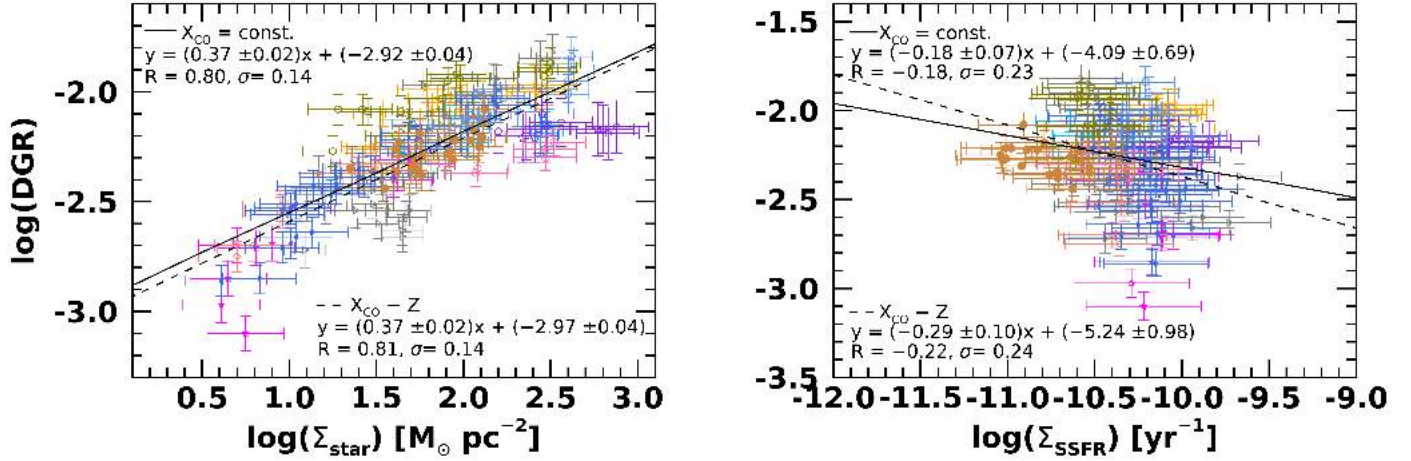 X_CO = const.
y = (0.37 ±0.02)x + (−2.92 ±0.04)
R = 0.80, σ= 0.14
-2.0
-2.5
-3.0
log(DGR)
X_CO − Z
y = (0.37 ±0.02)x + (−2.97 ±0.04)
R = 0.81, σ= 0.14
0.5 1.0 1.5 2.0 2.5 3.0
log(Σ_star) [M_⊙ pc⁻²]
-1.5
X_CO = const.
y = (−0.18 ±0.07)x + (−4.09 ±0.69)
R = −0.18, σ= 0.23
-2.0
-2.5
-3.0
X_CO − Z
y = (−0.29 ±0.10)x + (−5.24 ±0.98)
R = −0.22, σ= 0.24
-3.5
-12.0 -11.5 -11.0 -10.5 -10.0 -9.5 -9.0
log(Σ_SSFR) [yr⁻¹]